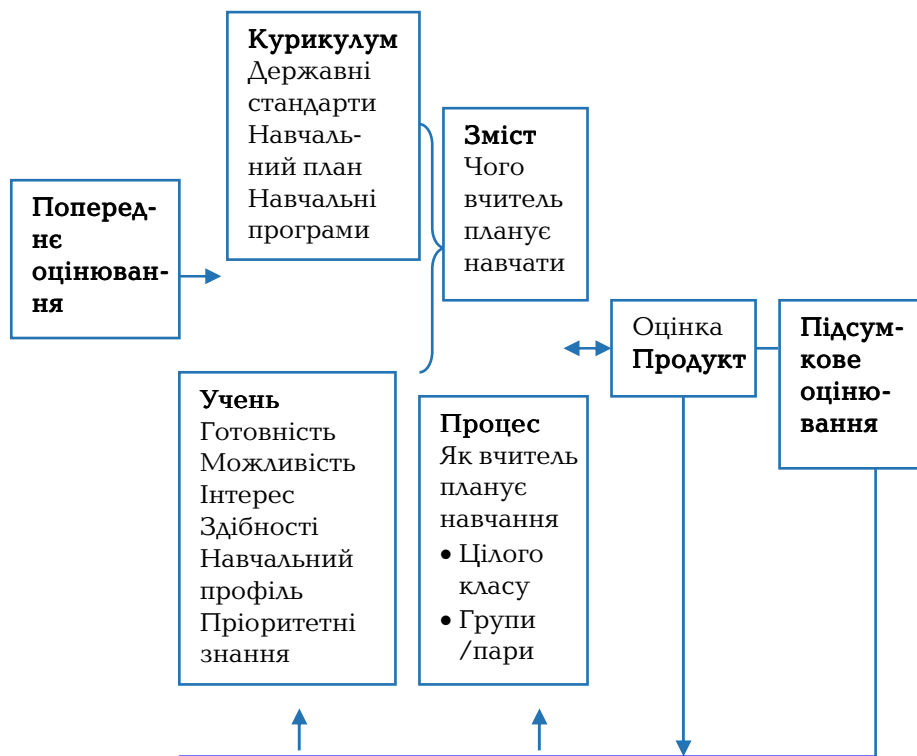 Поперед-
нє
оцінюван-
ня
Курикулум
Державні
стандарти
Навчаль-
ний план
Навчальні
програми
Зміст
Чого
вчитель
планує
навчати
Учень
Готовність
Можливість
Інтерес
Здібності
Навчальний
профіль
Пріоритетні
знання
Процес
Як вчитель
планує
навчання
• Цілого
класу
• Групи
/пари
Оцінка
Продукт
Підсум-
кове
оціню-
вання